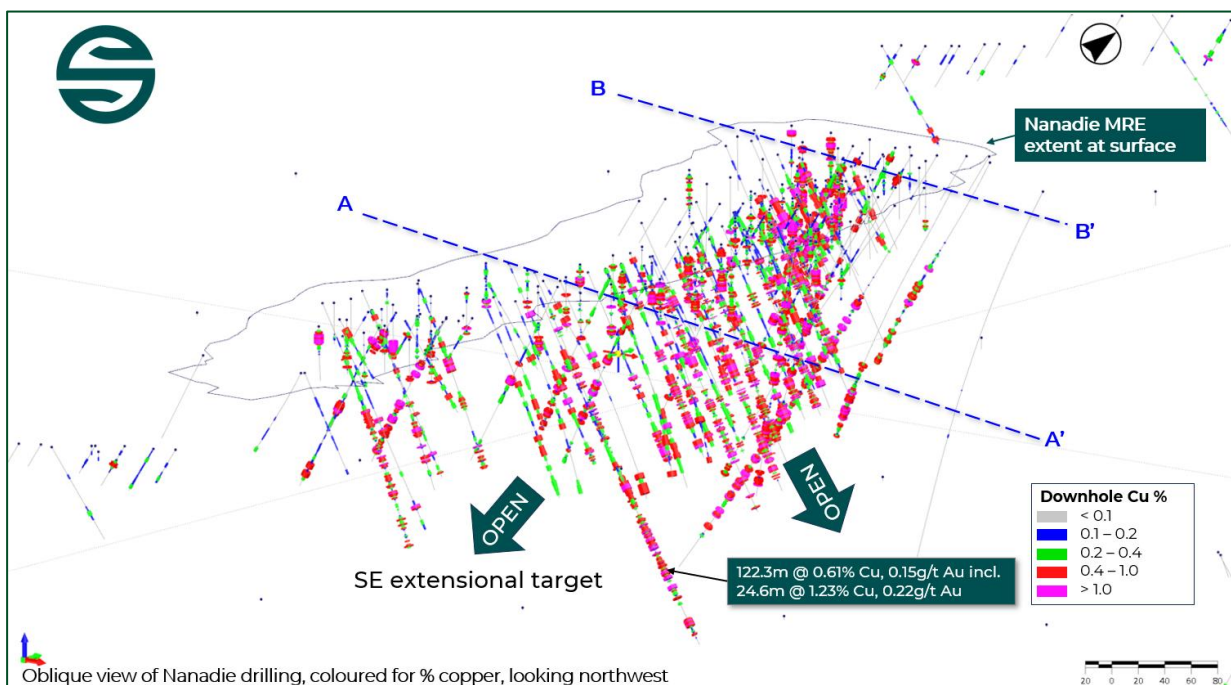 B
Nanadie MRE
extent at surface
A
B’
A’
OPEN
OPEN
SE extensional target
122.3m @ 0.61% Cu, 0.15g/t Au incl.
24.6m @ 1.23% Cu, 0.22g/t Au
Downhole Cu %
< 0.1
0.1 – 0.2
0.2 – 0.4
0.4 – 1.0
> 1.0
Oblique view of Nanadie drilling, coloured for % copper, looking northwest
20 0 20 40 60 80